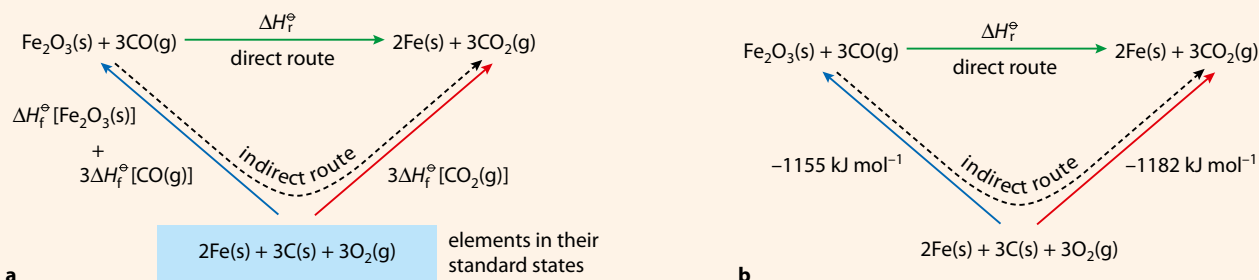 ΔH⦵r
Fe₂O₃(s) + 3CO(g)
2Fe(s) + 3CO₂(g)
direct route
ΔH⦵f [Fe₂O₃(s)]
+
3ΔH⦵f [CO(g)]
indirect route
3ΔH⦵f [CO₂(g)]
2Fe(s) + 3C(s) + 3O₂(g)
elements in their
standard states
a
ΔH⦵r
Fe₂O₃(s) + 3CO(g)
2Fe(s) + 3CO₂(g)
direct route
−1155 kJ mol⁻¹
indirect route
−1182 kJ mol⁻¹
2Fe(s) + 3C(s) + 3O₂(g)
b